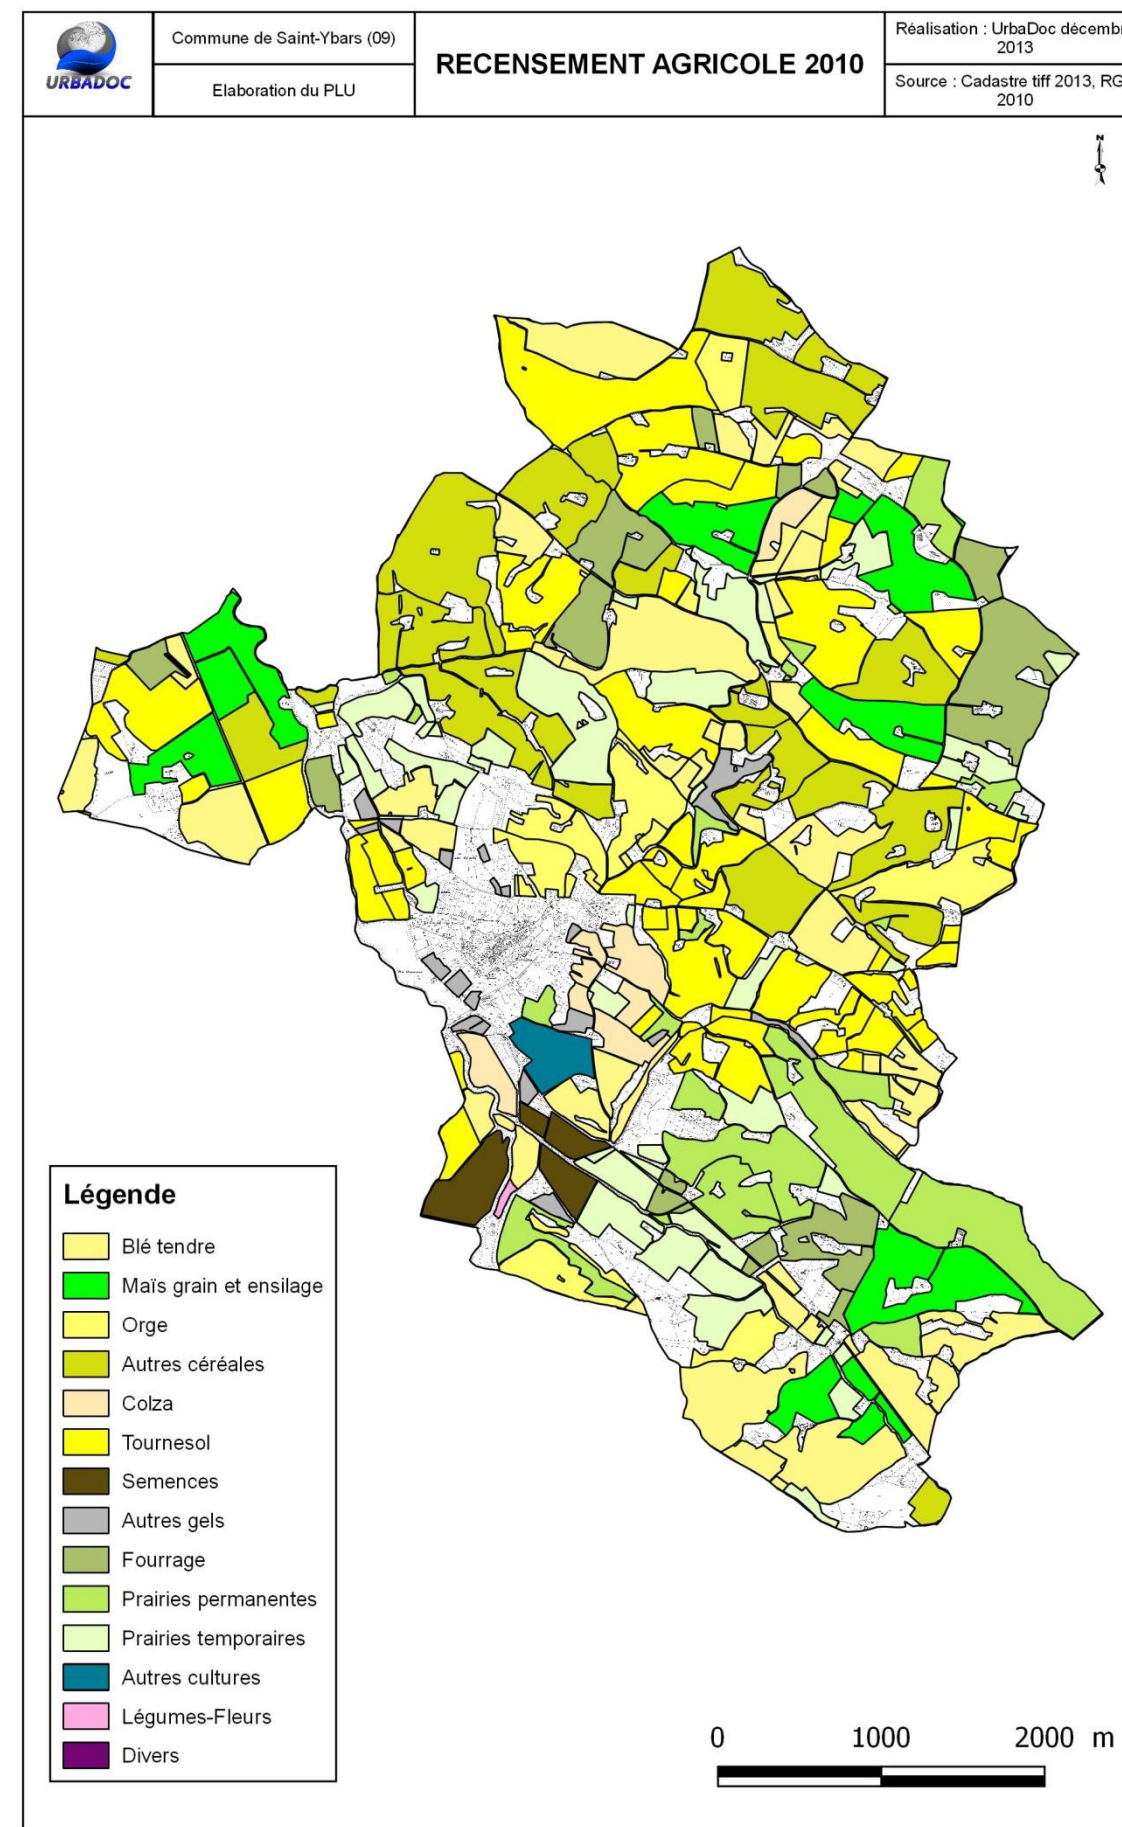 URBADOC
Commune de Saint-Ybars (09)
Elaboration du PLU
RECENSEMENT AGRICOLE 2010
Réalisation : UrbaDoc décembr
2013
Source : Cadastre tiff 2013, RG
2010
N
Légende
Blé tendre
Maïs grain et ensilage
Orge
Autres céréales
Colza
Tournesol
Semences
Autres gels
Fourrage
Prairies permanentes
Prairies temporaires
Autres cultures
Légumes-Fleurs
Divers
0 1000 2000 m